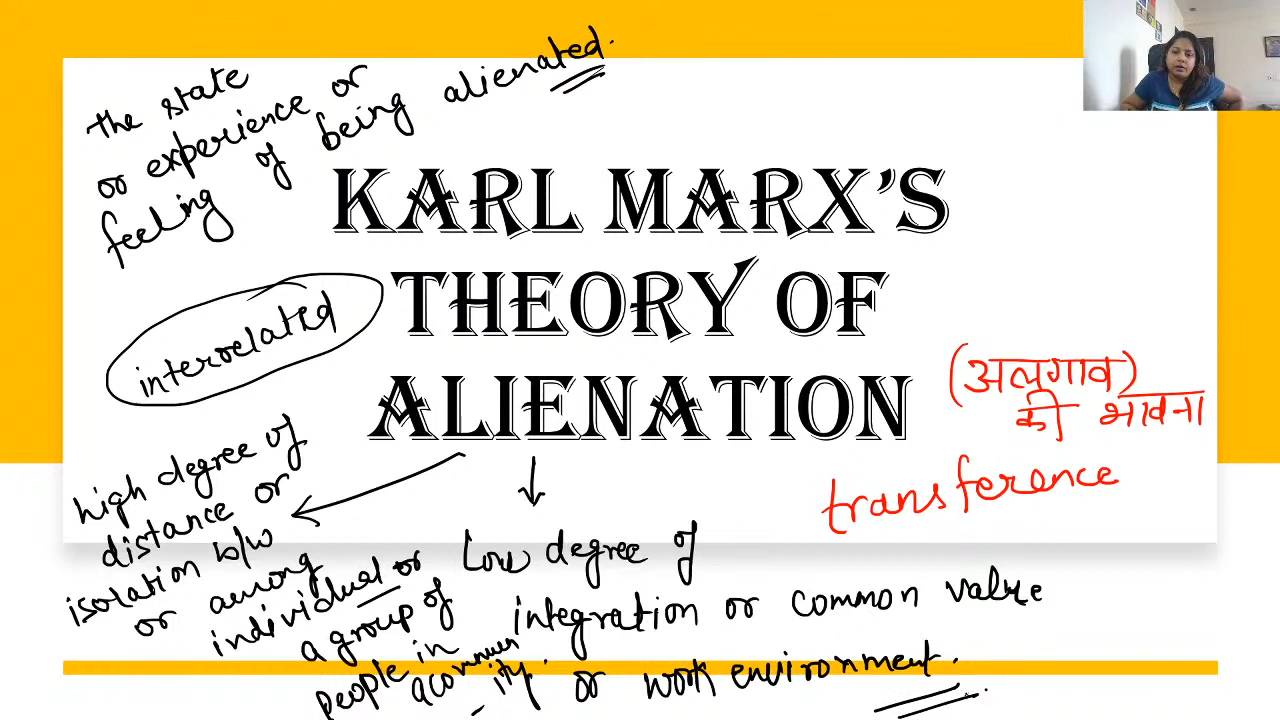 the state
or experience or
feeling of being alienated.
KARL MARX'S
THEORY OF
ALIENATION
interrelated
(अलगाव)
की भावना
transference
high degree of
distance or
isolation b/w
or among
individual or
a group of
people in
a commun
-ity.
Low degree of
integration or common value
or work environment.